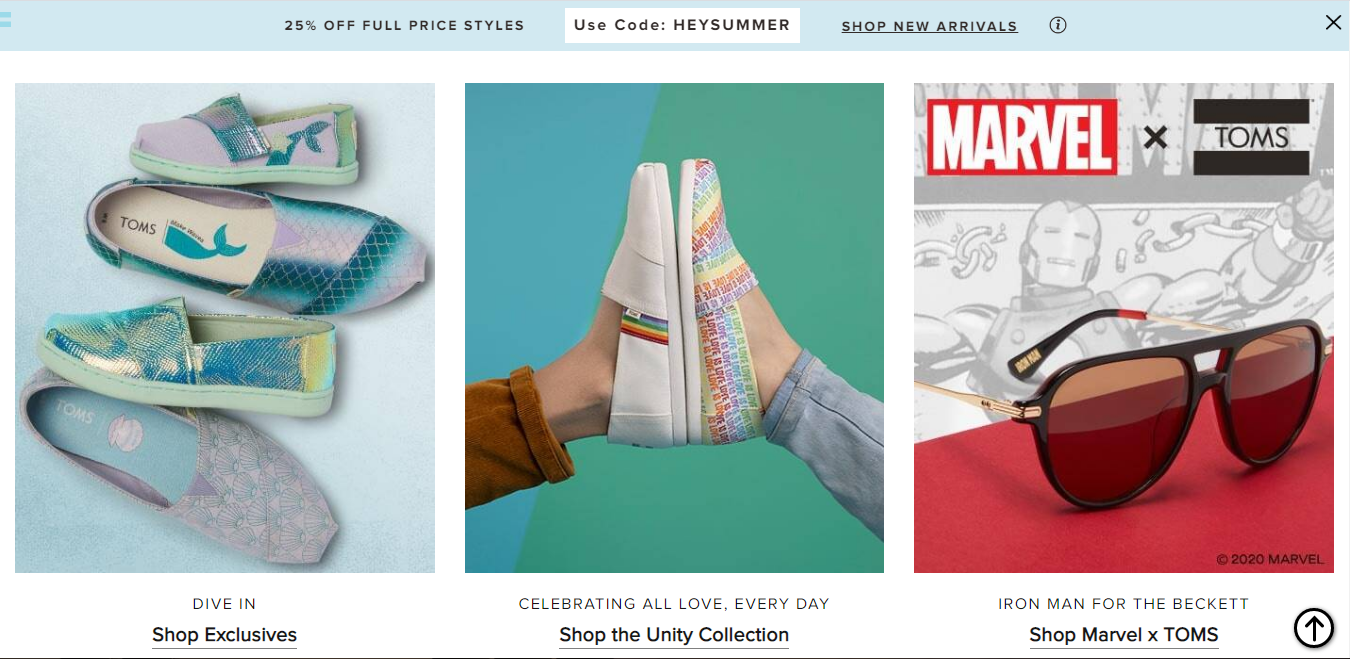 25% OFF FULL PRICE STYLES
Use Code: HEYSUMMER
SHOP NEW ARRIVALS
TOMS
Make Waves
TOMS
MARVEL
X
TOMS
IRON MAN
© 2020 MARVEL
DIVE IN
Shop Exclusives
CELEBRATING ALL LOVE, EVERY DAY
Shop the Unity Collection
IRON MAN FOR THE BECKETT
Shop Marvel x TOMS